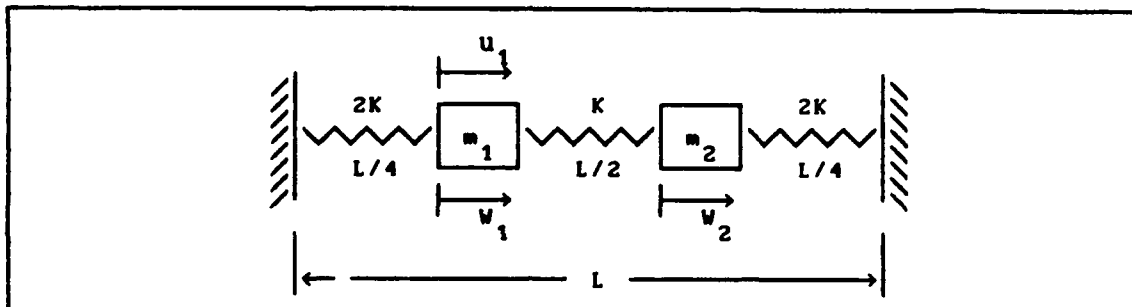 u₁
2K K 2K
m₁ m₂
L/4 L/2 L/4
W₁ W₂
L